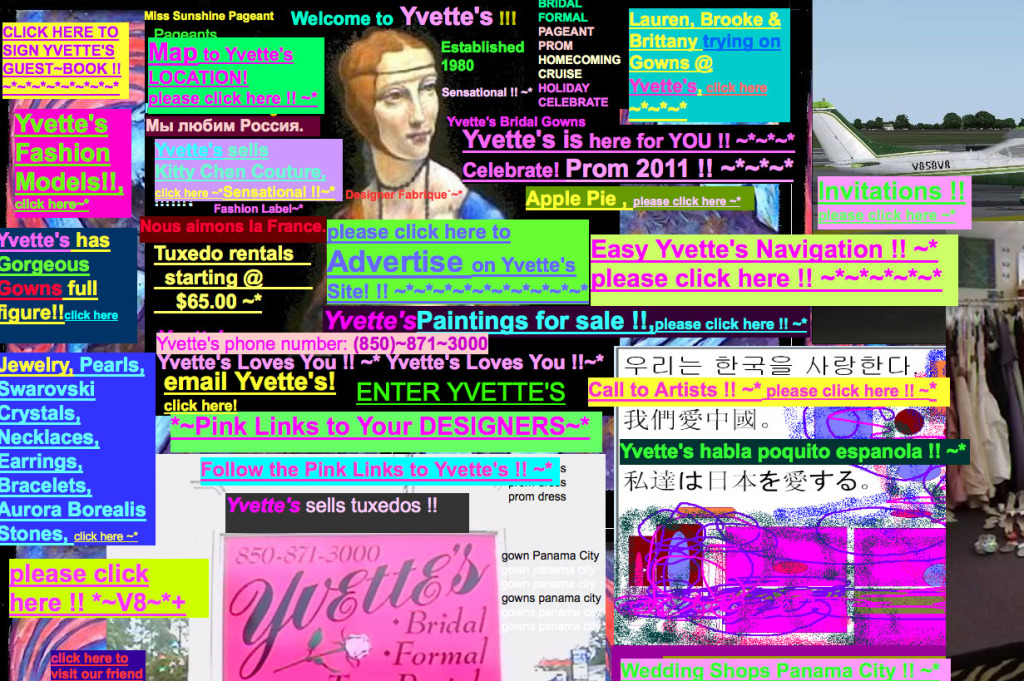 Miss Sunshine Pageant
Pageants
Welcome to Yvette's !!!
BRIDAL
FORMAL
PAGEANT
PROM
HOMECOMING
CRUISE
HOLIDAY
CELEBRATE
Established
1980
Sensational !! ~*
Yvette's Bridal Gowns
CLICK HERE TO
SIGN YVETTE'S
GUEST~BOOK !!
~*~*~*~*~*~*~*~*
Map to Yvette's
LOCATION!
please click here !! ~*
Lauren, Brooke &
Brittany trying on
Gowns @
Yvette's, click here
~*~*~*
V858V8
Yvette's
Fashion
Models!!,
click here~*
Мы любим Россия.
Yvette's is here for YOU !! ~*~*~*
Celebrate! Prom 2011 !! ~*~*~*
Yvette's sells
Kitty Chen Couture,
click here ~*Sensational !!~*
Designer Fabrique`~*
Fashion Label~*
Apple Pie , please click here ~*
Invitations !!
please click here ~*
Nous aimons la France.
Yvette's has
Gorgeous
Gowns full
figure!!click here
Tuxedo rentals
starting @
$65.00 ~*
please click here to
Advertise on Yvette's
Site! !! ~*~*~*~*~*~*~*~*~*~*~*
Easy Yvette's Navigation !! ~*
please click here !! ~*~*~*~*~*
Yvette'sPaintings for sale !!,please click here !! ~*
Yvette's phone number: (850)~871~3000
Yvette's Loves You !! ~* Yvette's Loves You !!~*
우리는 한국을 사랑한다.
Jewelry, Pearls,
Swarovski
Crystals,
Necklaces,
Earrings,
Bracelets,
Aurora Borealis
Stones, click here ~*
email Yvette's!
click here!
ENTER YVETTE'S
Call to Artists !! ~* please click here !! ~*
我們愛中國。
*~Pink Links to Your DESIGNERS~*
Yvette's habla poquito espanola !! ~*
Follow the Pink Links to Yvette's !! ~*
私達は日本を愛する。
prom dress
prom dress
Yvette's sells tuxedos !!
850-871-3000
Yvette's
• Bridal
• Formal
gown Panama City
gown panama city
gowns panama city
gowns panama city
gowns panama city
please click
here !! *~V8~*+
click here to
visit our friend
Wedding Shops Panama City !! ~*